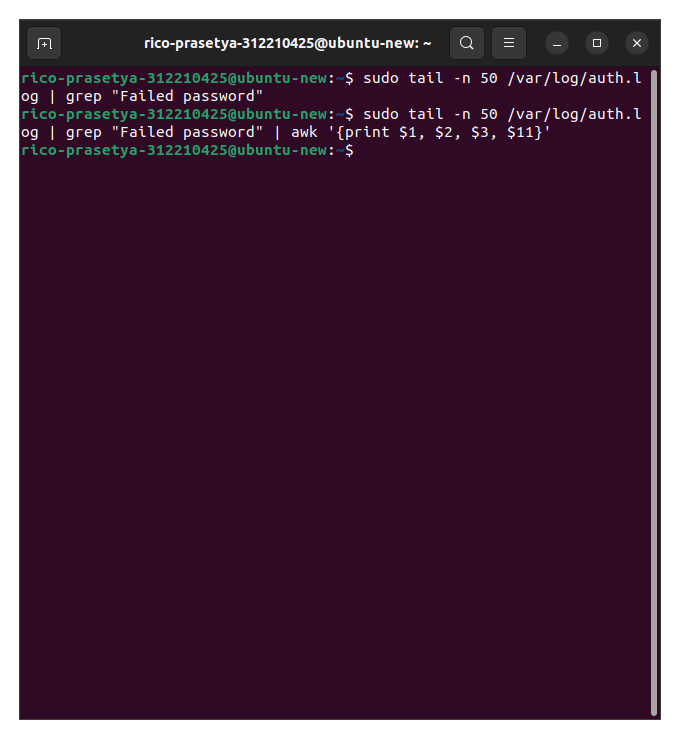 rico-prasetya-312210425@ubuntu-new: ~
rico-prasetya-312210425@ubuntu-new:~$ sudo tail -n 50 /var/log/auth.l
og | grep "Failed password"
rico-prasetya-312210425@ubuntu-new:~$ sudo tail -n 50 /var/log/auth.l
og | grep "Failed password" | awk '{print $1, $2, $3, $11}'
rico-prasetya-312210425@ubuntu-new:~$